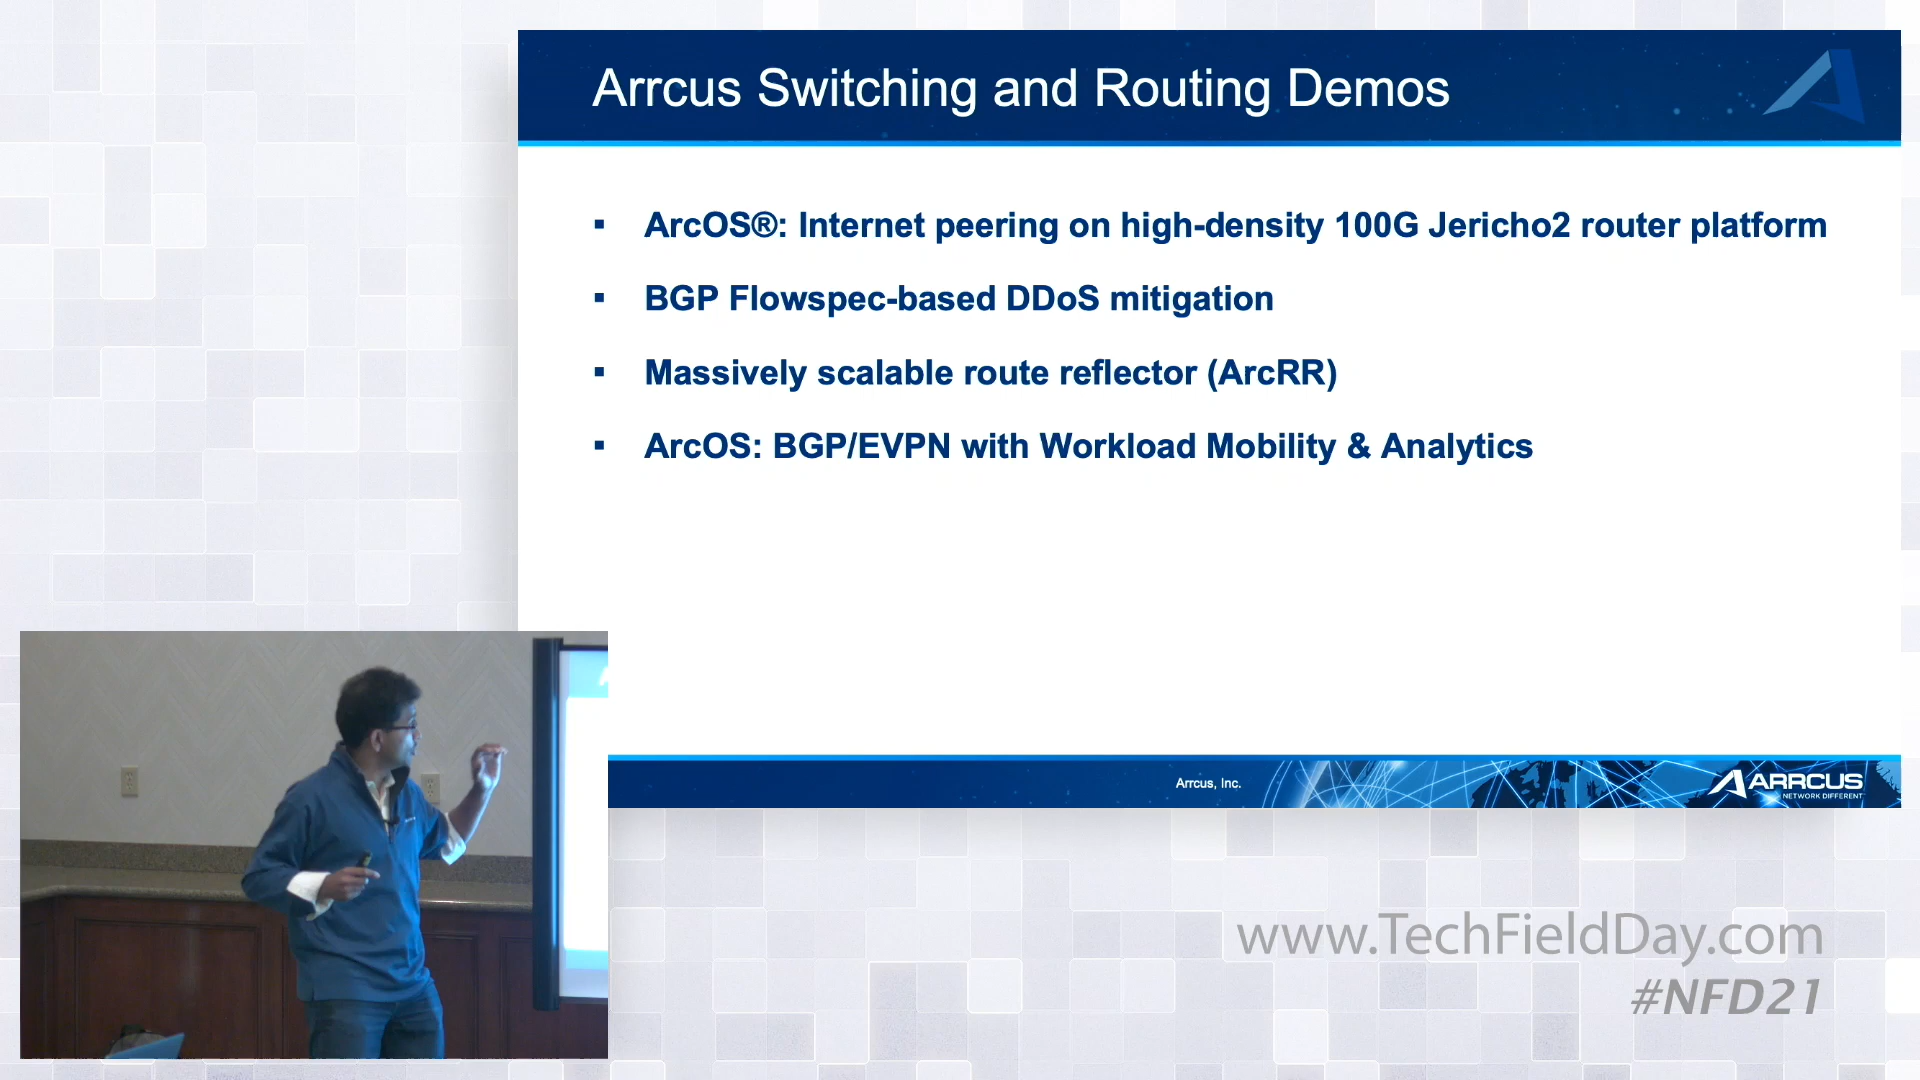 Arrcus Switching and Routing Demos
▪ ArcOS®: Internet peering on high-density 100G Jericho2 router platform
▪ BGP Flowspec-based DDoS mitigation
▪ Massively scalable route reflector (ArcRR)
▪ ArcOS: BGP/EVPN with Workload Mobility & Analytics
Arrcus, Inc.
ARRCUS
NETWORK DIFFERENT
www.TechFieldDay.com
#NFD21